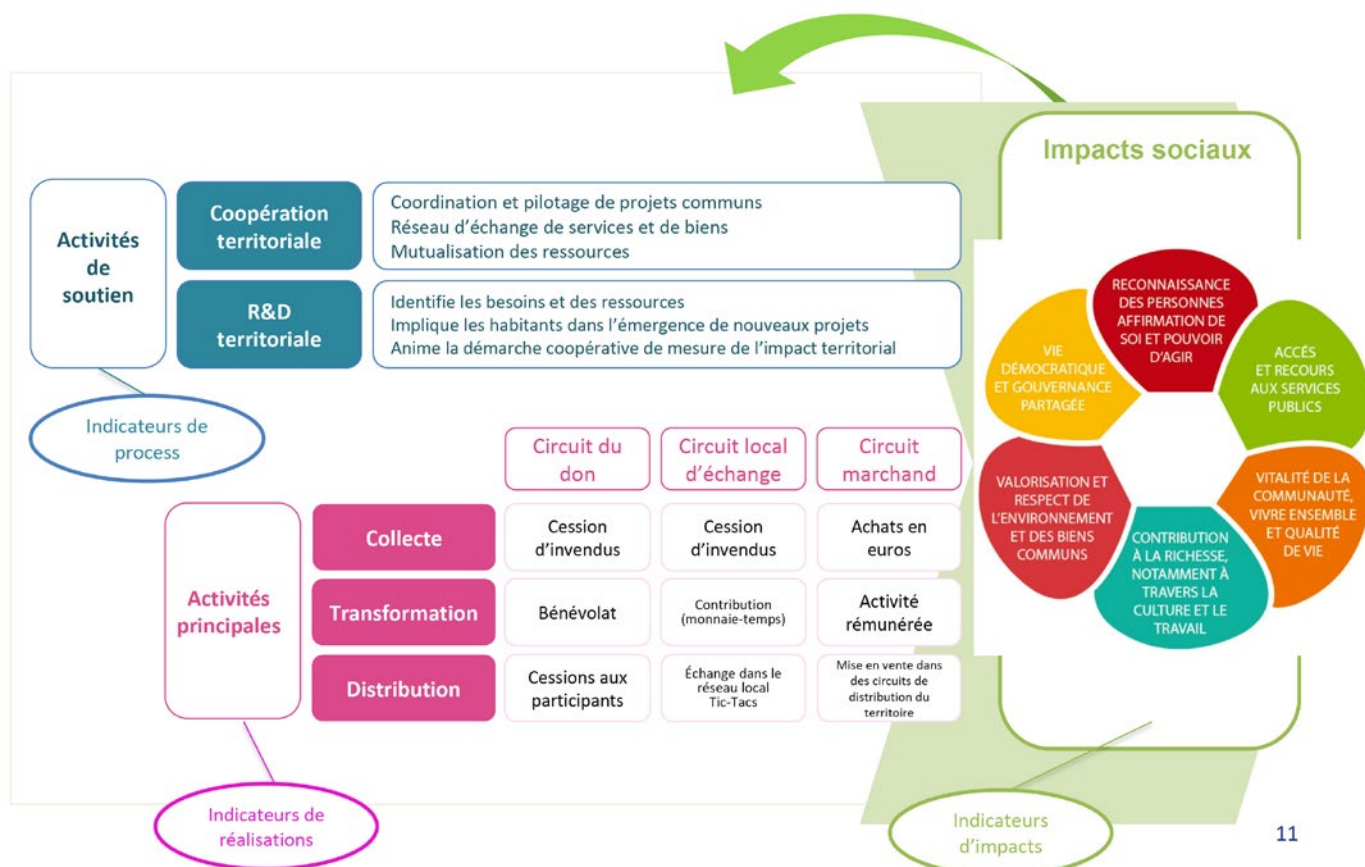 Impacts sociaux
Activités
de
soutien
Coopération
territoriale
Coordination et pilotage de projets communs
Réseau d'échange de services et de biens
Mutualisation des ressources
R&D
territoriale
Identifie les besoins et des ressources
Implique les habitants dans l'émergence de nouveaux projets
Anime la démarche coopérative de mesure de l'impact territorial
Indicateurs de
process
Circuit du
don
Circuit local
d'échange
Circuit
marchand
Activités
principales
Collecte
Cession
d'invendus
Cession
d'invendus
Achats en
euros
Transformation
Bénévolat
Contribution
(monnaie-temps)
Activité
rémunérée
Distribution
Cessions aux
participants
Échange dans le
réseau local
Tic-Tacs
Mise en vente dans
des circuits de
distribution du
territoire
Indicateurs de
réalisations
RECONNAISSANCE
DES PERSONNES
AFFIRMATION DE
SOI ET POUVOIR
D'AGIR
ACCÉS
ET RECOURS
AUX SERVICES
PUBLICS
VITALITÉ DE LA
COMMUNAUTÉ,
VIVRE ENSEMBLE
ET QUALITÉ
DE VIE
CONTRIBUTION
À LA RICHESSE,
NOTAMMENT À
TRAVERS LA
CULTURE ET LE
TRAVAIL
VALORISATION ET
RESPECT DE
L'ENVIRONNEMENT
ET DES BIENS
COMMUNS
VIE
DÉMOCRATIQUE
ET GOUVERNANCE
PARTAGÉE
Indicateurs
d'impacts
11